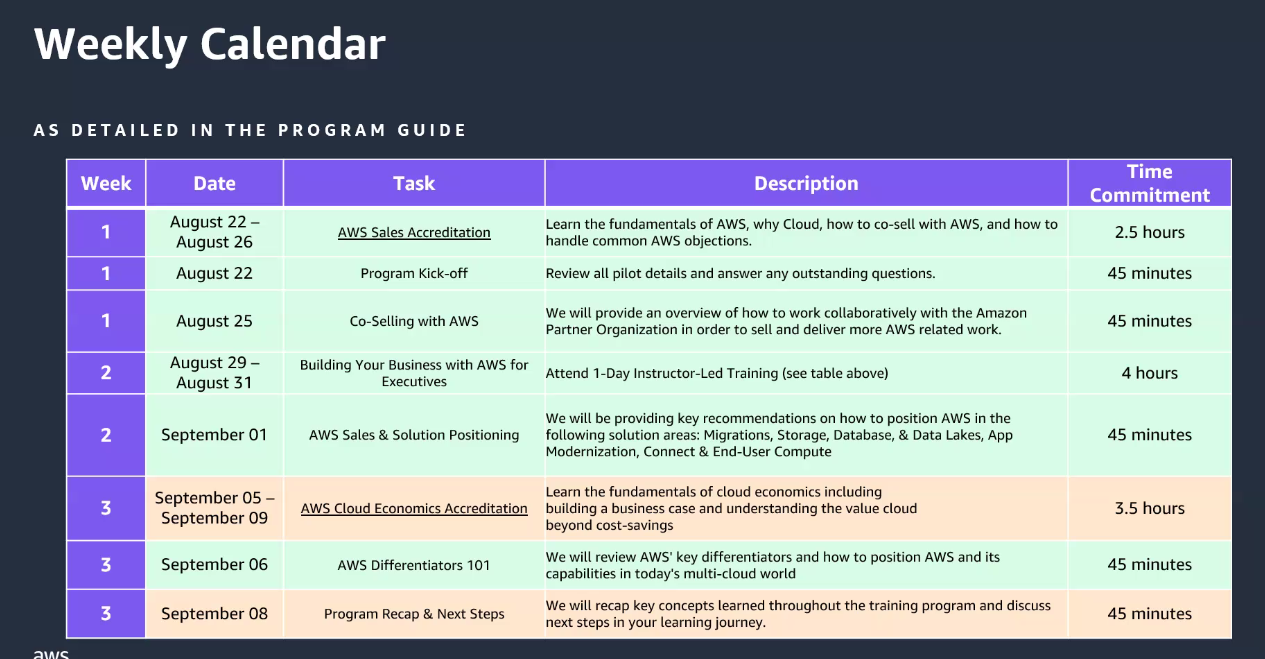 Weekly Calendar
AS DETAILED IN THE PROGRAM GUIDE
Week Date Task Description Time Commitment
1 August 22 – August 26 AWS Sales Accreditation Learn the fundamentals of AWS, why Cloud, how to co-sell with AWS, and how to handle common AWS objections. 2.5 hours
1 August 22 Program Kick-off Review all pilot details and answer any outstanding questions. 45 minutes
1 August 25 Co-Selling with AWS We will provide an overview of how to work collaboratively with the Amazon Partner Organization in order to sell and deliver more AWS related work. 45 minutes
2 August 29 – August 31 Building Your Business with AWS for Executives Attend 1-Day Instructor-Led Training (see table above) 4 hours
2 September 01 AWS Sales & Solution Positioning We will be providing key recommendations on how to position AWS in the following solution areas: Migrations, Storage, Database, & Data Lakes, App Modernization, Connect & End-User Compute 45 minutes
3 September 05 – September 09 AWS Cloud Economics Accreditation Learn the fundamentals of cloud economics including building a business case and understanding the value cloud beyond cost-savings 3.5 hours
3 September 06 AWS Differentiators 101 We will review AWS' key differentiators and how to position AWS and its capabilities in today's multi-cloud world 45 minutes
3 September 08 Program Recap & Next Steps We will recap key concepts learned throughout the training program and discuss next steps in your learning journey. 45 minutes
aws